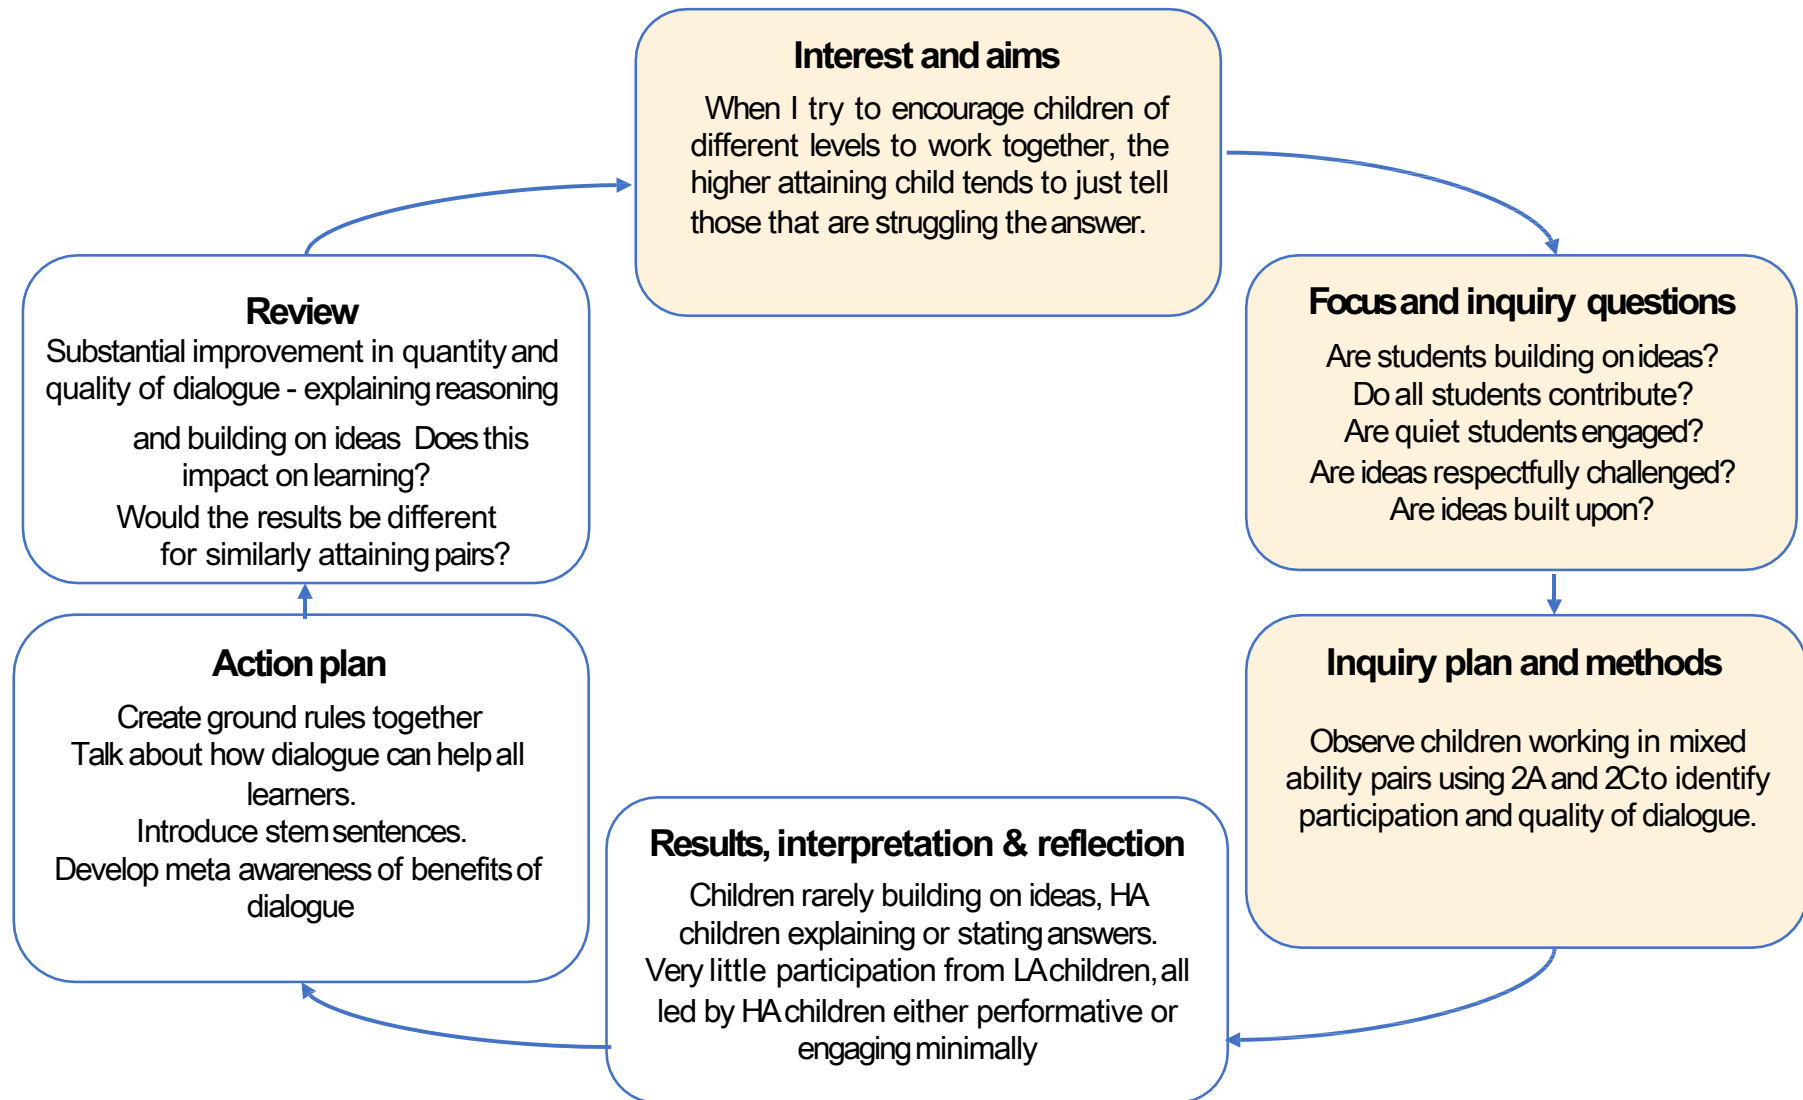 Interest and aims
When I try to encourage children of
different levels to work together, the
higher attaining child tends to just tell
those that are struggling the answer.
Focus and inquiry questions
Are students building on ideas?
Do all students contribute?
Are quiet students engaged?
Are ideas respectfully challenged?
Are ideas built upon?
Inquiry plan and methods
Observe children working in mixed
ability pairs using 2A and 2C to identify
participation and quality of dialogue.
Results, interpretation & reflection
Children rarely building on ideas, HA
children explaining or stating answers.
Very little participation from LA children, all
led by HA children either performative or
engaging minimally
Action plan
Create ground rules together
Talk about how dialogue can help all
learners.
Introduce stem sentences.
Develop meta awareness of benefits of
dialogue
Review
Substantial improvement in quantity and
quality of dialogue - explaining reasoning
and building on ideas Does this
impact on learning?
Would the results be different
for similarly attaining pairs?